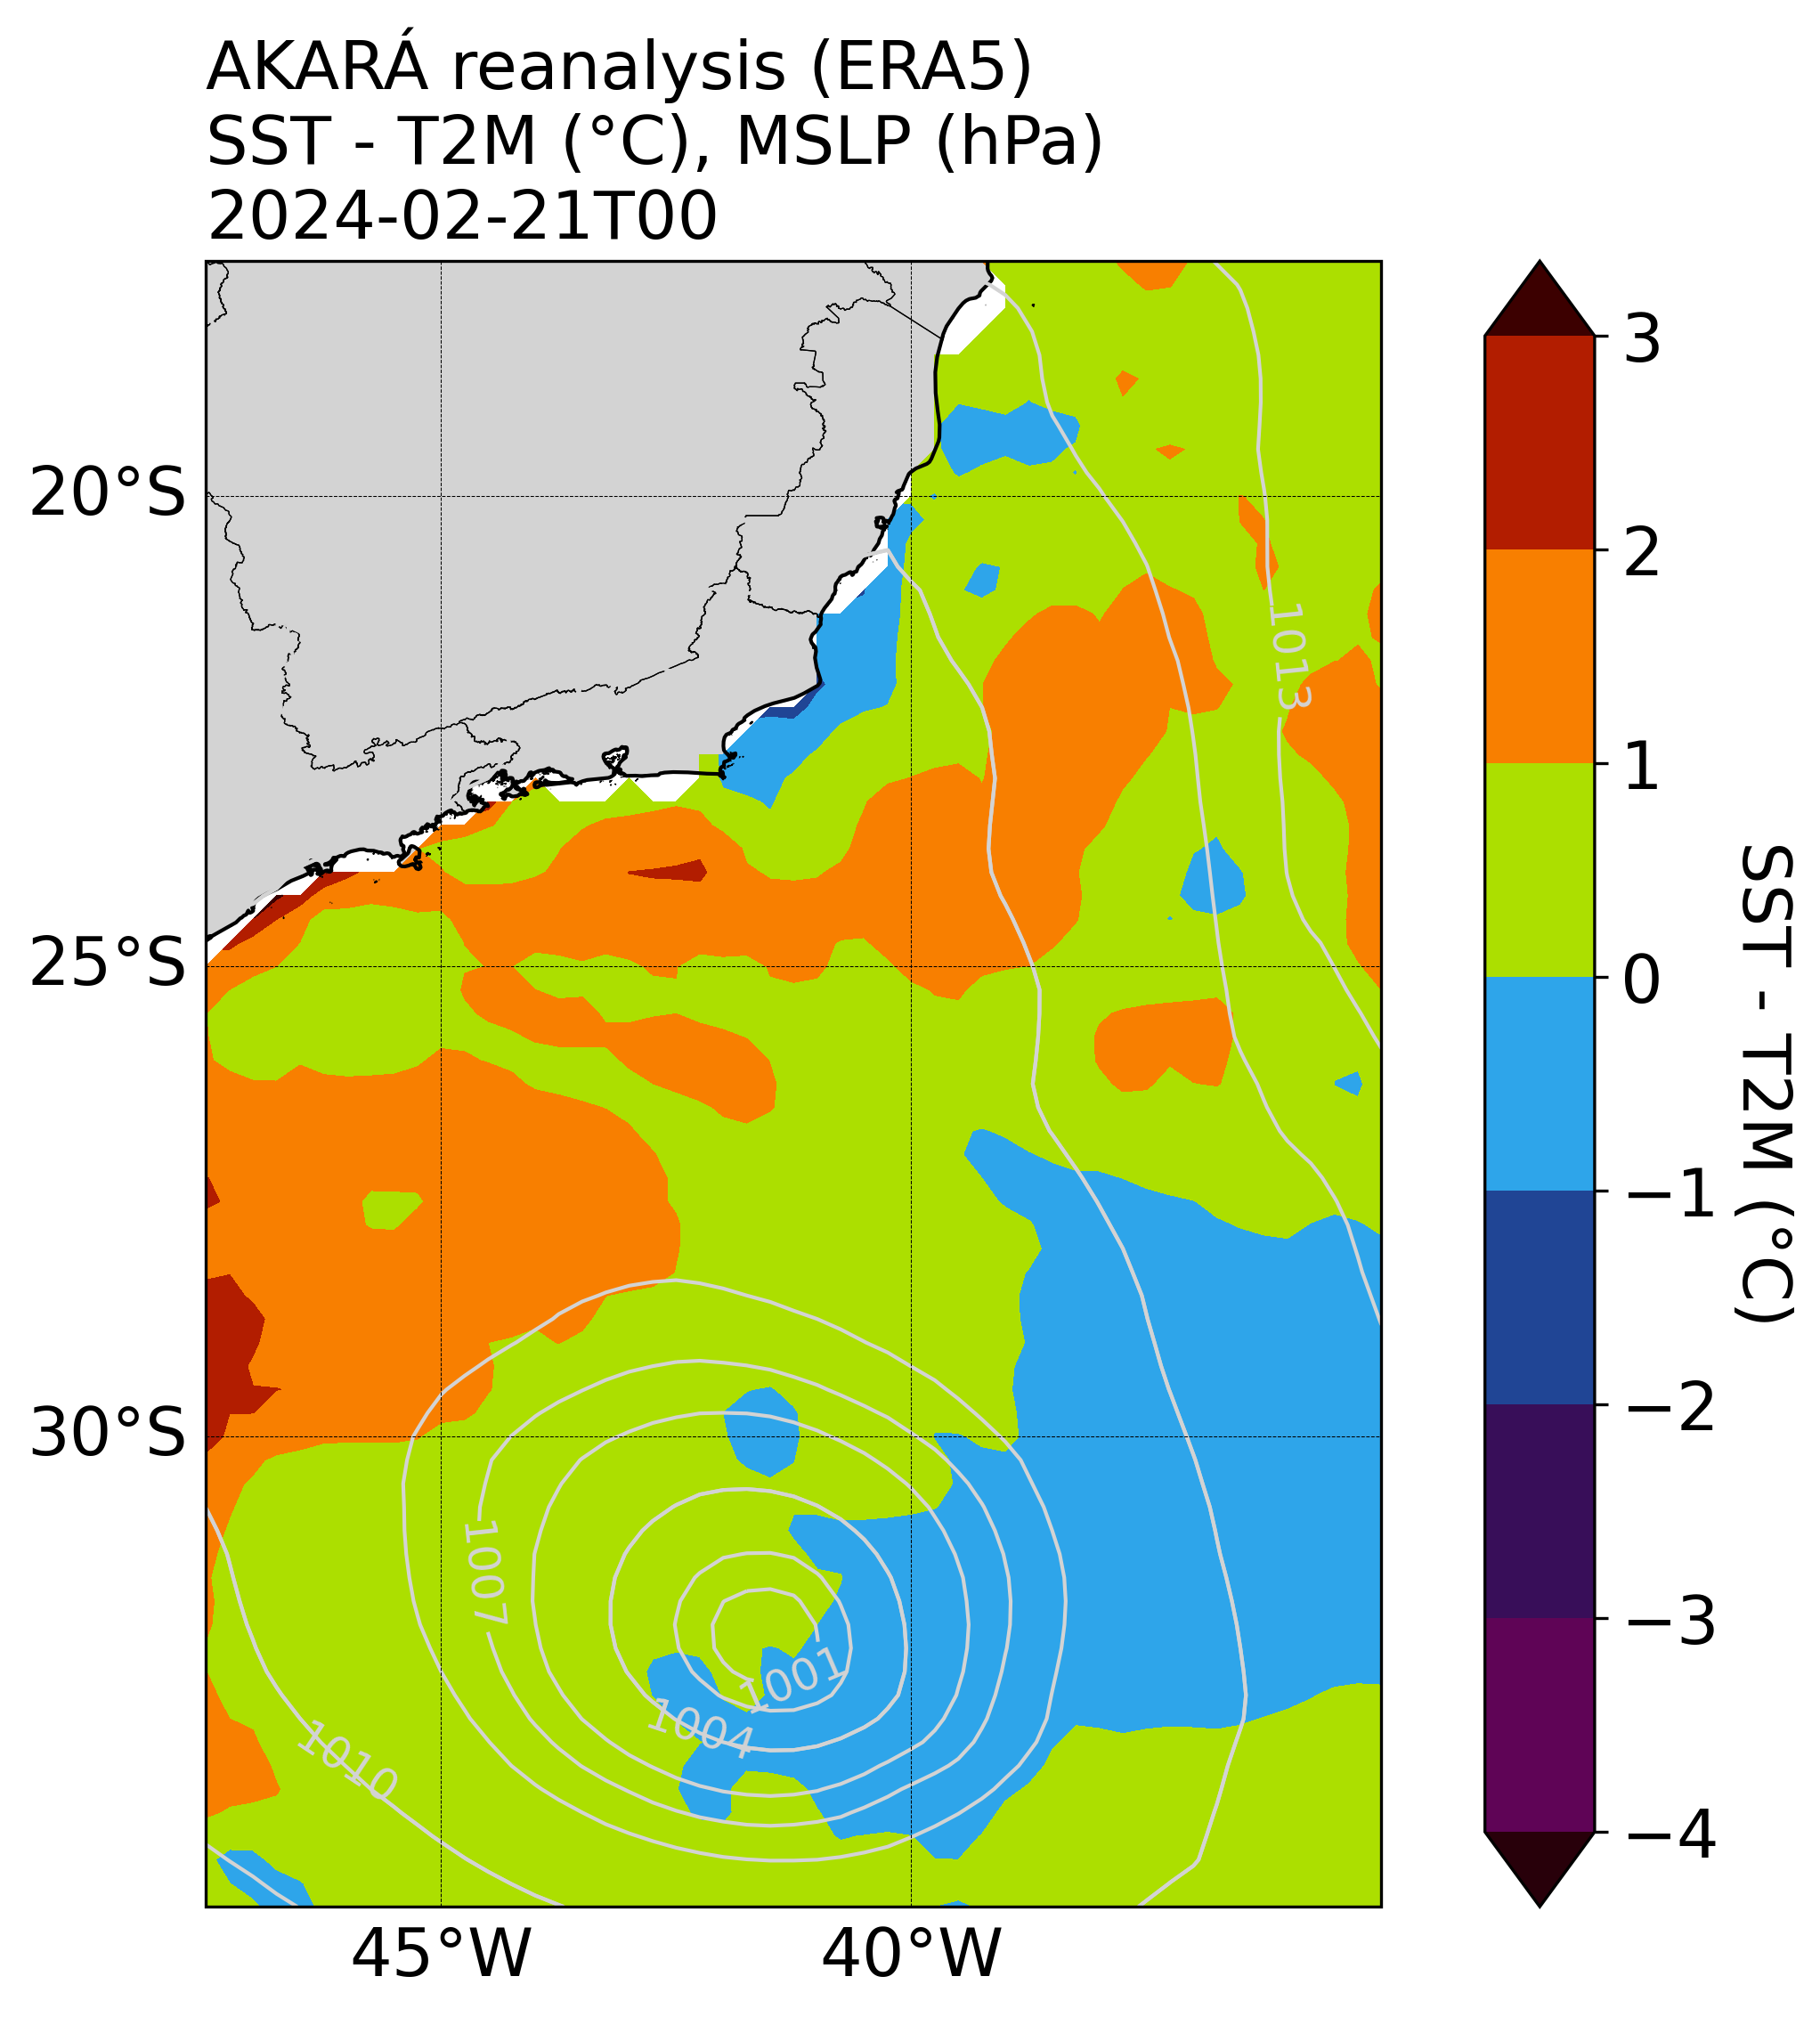 AKARÁ reanalysis (ERA5)
SST - T2M (°C), MSLP (hPa)
2024-02-21T00
20°S
25°S
30°S
45°W
40°W
1013
1007
1001
1004
1010
3
2
1
0
−1
−2
−3
−4
SST - T2M (°C)